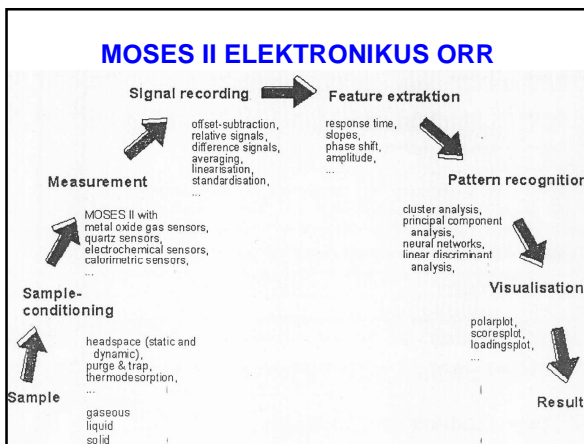 MOSES II ELEKTRONIKUS ORR
Signal recording
offset-subtraction,
relative signals,
difference signals,
averaging,
linearisation,
standardisation,
...
Feature extraktion
response time,
slopes,
phase shift,
amplitude,
...
Measurement
MOSES II with
metal oxide gas sensors,
quartz sensors,
electrochemical sensors,
calorimetric sensors,
...
Pattern recognition
cluster analysis,
principal component
analysis,
neural networks,
linear discriminant
analysis,
Sample-
conditioning
headspace (static and
dynamic),
purge & trap,
thermodesorption,
...
Visualisation
polarplot,
scoresplot,
loadingsplot,
...
Sample
gaseous
liquid
solid
Result